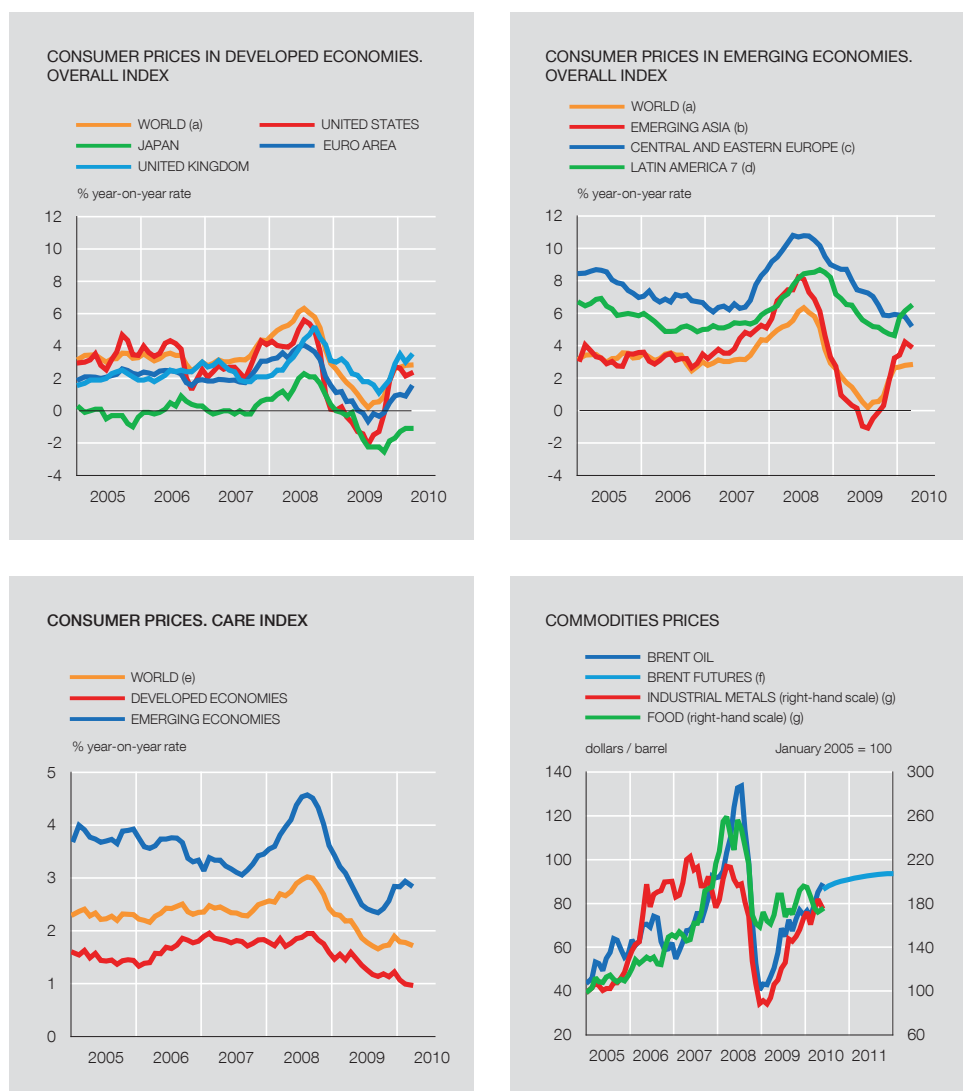 CONSUMER PRICES IN DEVELOPED ECONOMIES.
OVERALL INDEX
WORLD (a)
UNITED STATES
JAPAN
EURO AREA
UNITED KINGDOM
% year-on-year rate
12
10
8
6
4
2
0
-2
-4
2005 2006 2007 2008 2009 2010
CONSUMER PRICES IN EMERGING ECONOMIES.
OVERALL INDEX
WORLD (a)
EMERGING ASIA (b)
CENTRAL AND EASTERN EUROPE (c)
LATIN AMERICA 7 (d)
% year-on-year rate
12
10
8
6
4
2
0
-2
-4
2005 2006 2007 2008 2009 2010
CONSUMER PRICES. CARE INDEX
WORLD (e)
DEVELOPED ECONOMIES
EMERGING ECONOMIES
% year-on-year rate
5
4
3
2
1
0
2005 2006 2007 2008 2009 2010
COMMODITIES PRICES
BRENT OIL
BRENT FUTURES (f)
INDUSTRIAL METALS (right-hand scale) (g)
FOOD (right-hand scale) (g)
dollars / barrel January 2005 = 100
140 300
120 260
100 220
80 180
60 140
40 100
20 60
2005 2006 2007 2008 2009 2010 2011